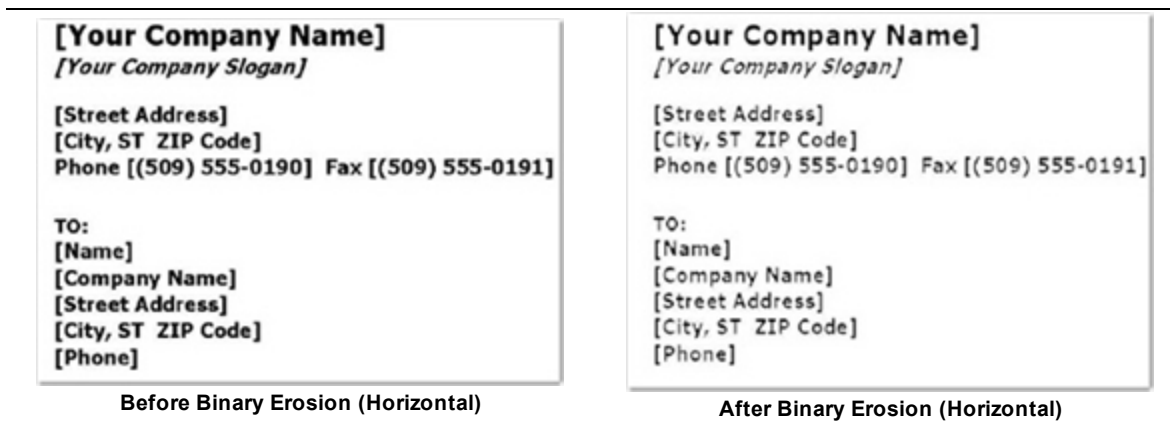 [Your Company Name]
[Your Company Slogan]
[Street Address]
[City, ST  ZIP Code]
Phone [(509) 555-0190]  Fax [(509) 555-0191]
TO:
[Name]
[Company Name]
[Street Address]
[City, ST  ZIP Code]
[Phone]
Before Binary Erosion (Horizontal)
[Your Company Name]
[Your Company Slogan]
[Street Address]
[City, ST  ZIP Code]
Phone [(509) 555-0190]  Fax [(509) 555-0191]
TO:
[Name]
[Company Name]
[Street Address]
[City, ST  ZIP Code]
[Phone]
After Binary Erosion (Horizontal)